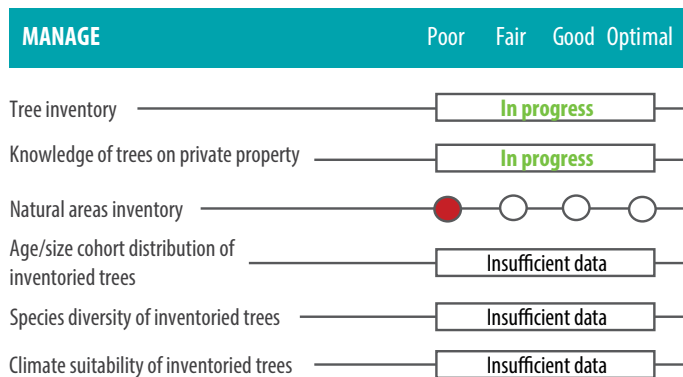 MANAGE Poor Fair Good Optimal
Tree inventory In progress
Knowledge of trees on private property In progress
Natural areas inventory
Age/size cohort distribution of
inventoried trees Insufficient data
Species diversity of inventoried trees Insufficient data
Climate suitability of inventoried trees Insufficient data